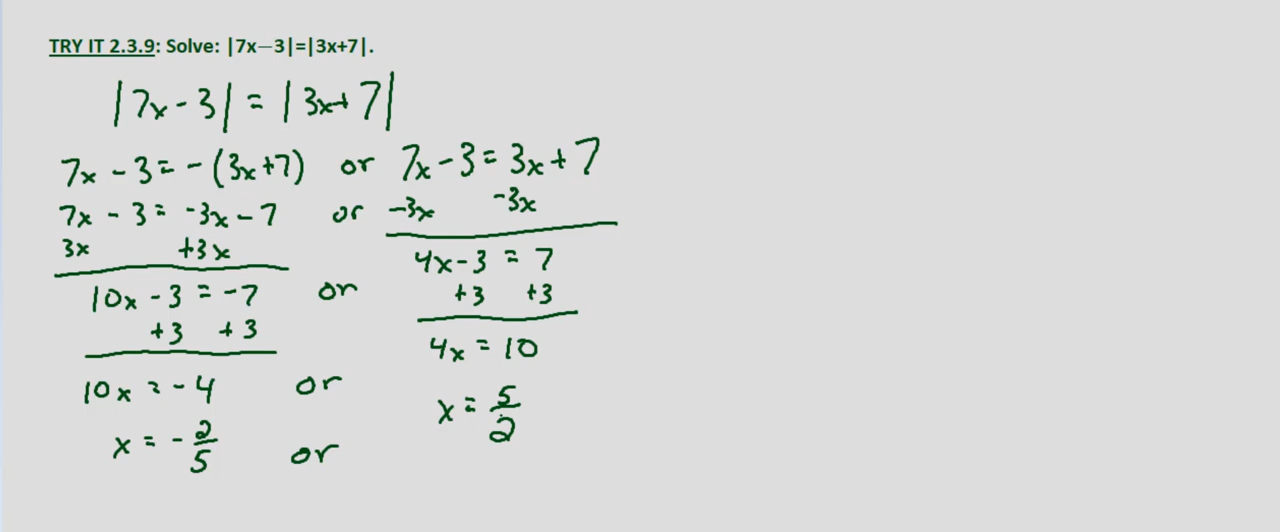 TRY IT 2.3.9: Solve: |7x−3|=|3x+7|.
|7x - 3| = |3x+7|
7x - 3 = -(3x+7) or 7x - 3 = 3x + 7
7x - 3 = -3x - 7 or -3x -3x
3x +3x
4x - 3 = 7
10x - 3 = -7 or +3 +3
+3 +3
4x = 10
10x = -4 or
x = 5/2
x = -2/5 or